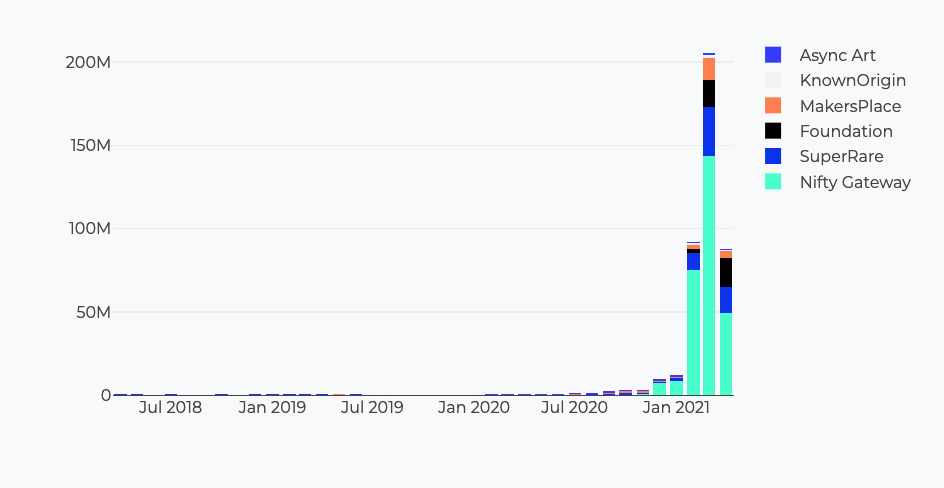 200M
150M
100M
50M
0
Jul 2018
Jan 2019
Jul 2019
Jan 2020
Jul 2020
Jan 2021
Async Art
KnownOrigin
MakersPlace
Foundation
SuperRare
Nifty Gateway